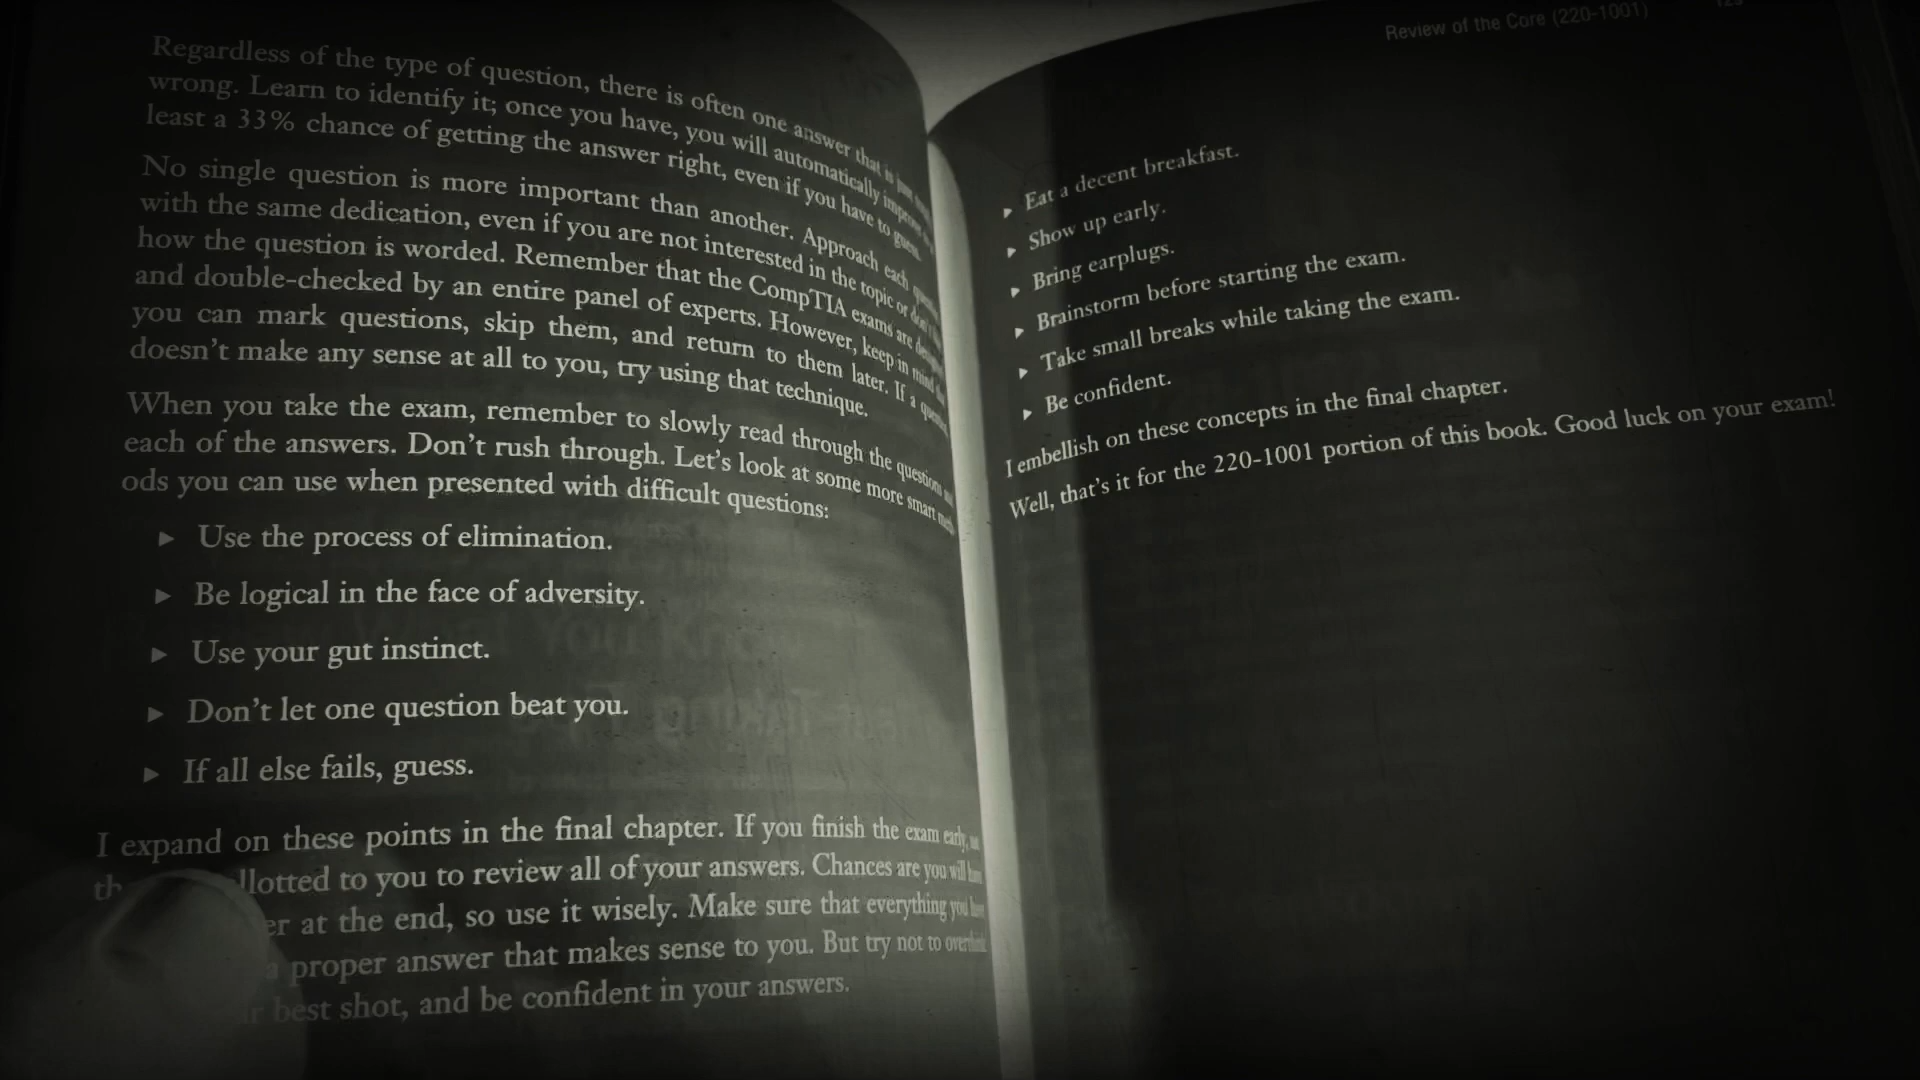 Regardless of the type of question, there is often one answer that is just
wrong. Learn to identify it; once you have, you will automatically improve
least a 33% chance of getting the answer right, even if you have to guess.
No single question is more important than another. Approach each question
with the same dedication, even if you are not interested in the topic or don't
how the question is worded. Remember that the CompTIA exams are
and double-checked by an entire panel of experts. However, keep in mind
you can mark questions, skip them, and return to them later. If a
doesn't make any sense at all to you, try using that technique.
When you take the exam, remember to slowly read through the questions
each of the answers. Don't rush through. Let's look at some more smart
ods you can use when presented with difficult questions:
► Use the process of elimination.
► Be logical in the face of adversity.
► Use your gut instinct.
► Don't let one question beat you.
► If all else fails, guess.
I expand on these points in the final chapter. If you finish the exam early,
llotted to you to review all of your answers. Chances are you will
er at the end, so use it wisely. Make sure that everything you
a proper answer that makes sense to you. But try not to
best shot, and be confident in your answers.
Review of the Core (220-1001)
► Eat a decent breakfast.
► Show up early.
► Bring earplugs.
► Brainstorm before starting the exam.
► Take small breaks while taking the exam.
► Be confident.
I embellish on these concepts in the final chapter.
Well, that's it for the 220-1001 portion of this book. Good luck on your exam!